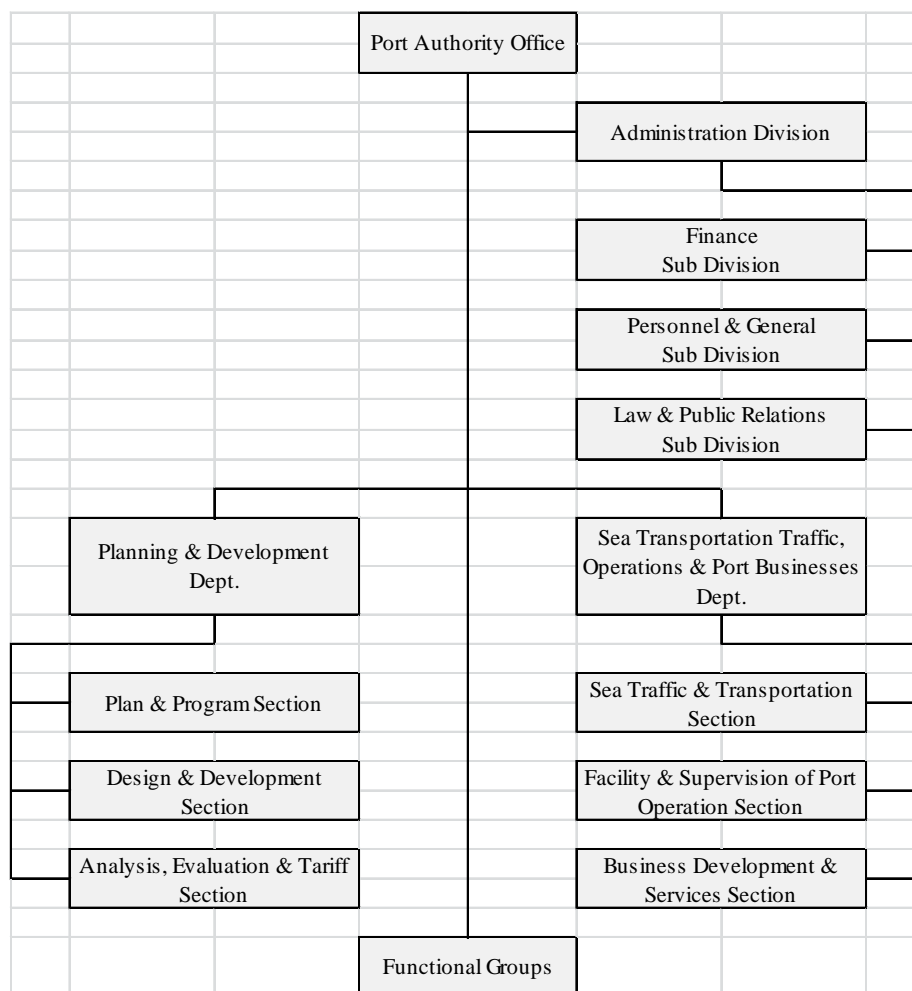 Port Authority Office
Administration Division
Finance
Sub Division
Personnel & General
Sub Division
Law & Public Relations
Sub Division
Planning & Development
Dept.
Sea Transportation Traffic,
Operations & Port Businesses
Dept.
Plan & Program Section
Sea Traffic & Transportation
Section
Design & Development
Section
Facility & Supervision of Port
Operation Section
Analysis, Evaluation & Tariff
Section
Business Development &
Services Section
Functional Groups